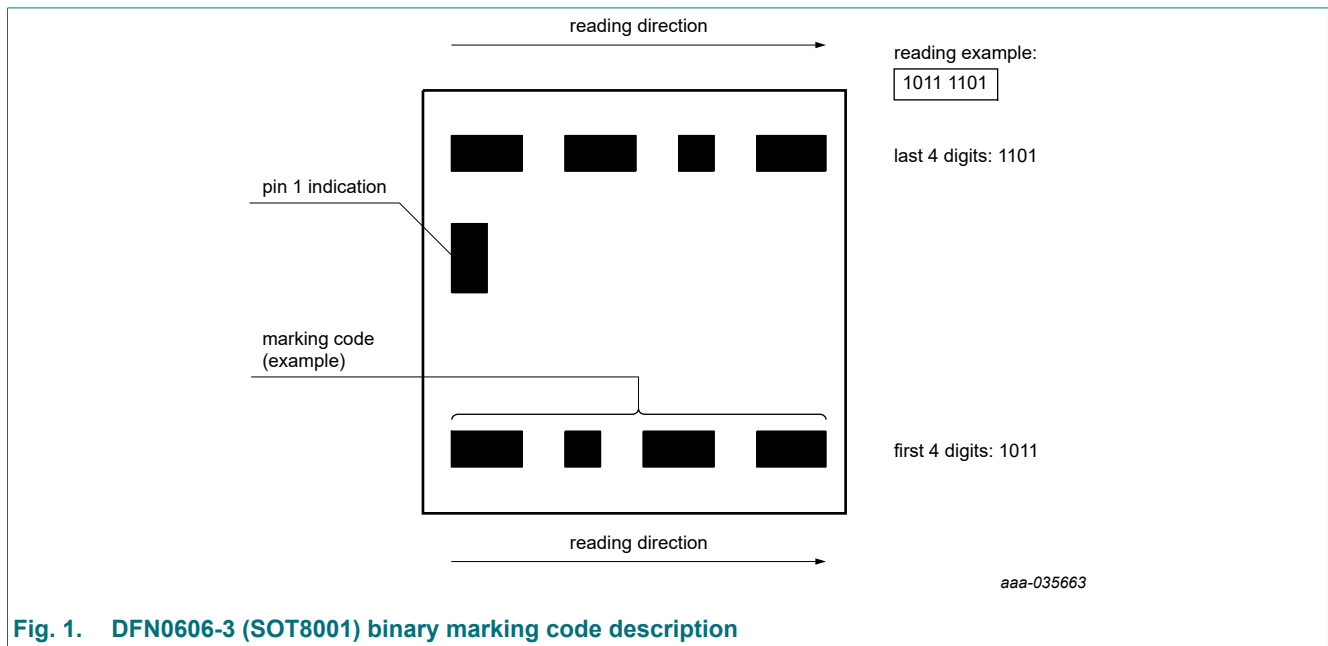 reading direction
reading example:
1011 1101
last 4 digits: 1101
pin 1 indication
marking code
(example)
first 4 digits: 1011
reading direction
aaa-035663
Fig. 1. DFN0606-3 (SOT8001) binary marking code description